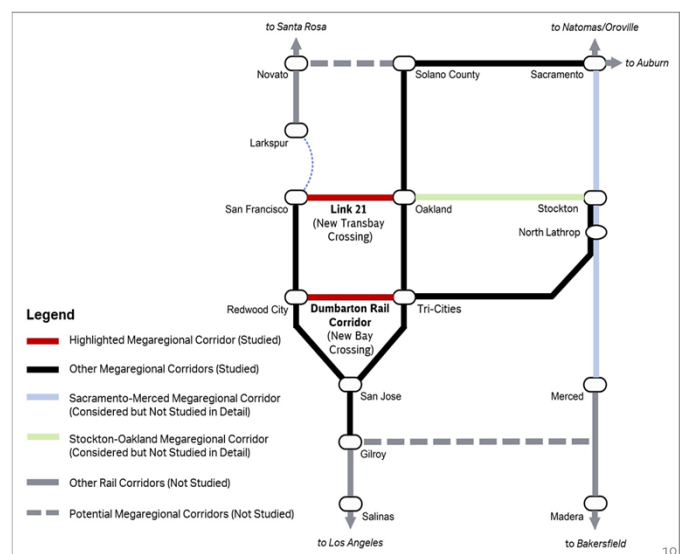 to Santa Rosa
to Natomas/Oroville
to Auburn
Novato
Solano County
Sacramento
Larkspur
San Francisco
Link 21
(New Transbay
Crossing)
Oakland
Stockton
North Lathrop
Redwood City
Dumbarton Rail
Corridor
(New Bay
Crossing)
Tri-Cities
San Jose
Merced
Gilroy
Salinas
Madera
to Los Angeles
to Bakersfield
Legend
Highlighted Megaregional Corridor (Studied)
Other Megaregional Corridors (Studied)
Sacramento-Merced Megaregional Corridor
(Considered but Not Studied in Detail)
Stockton-Oakland Megaregional Corridor
(Considered but Not Studied in Detail)
Other Rail Corridors (Not Studied)
Potential Megaregional Corridors (Not Studied)